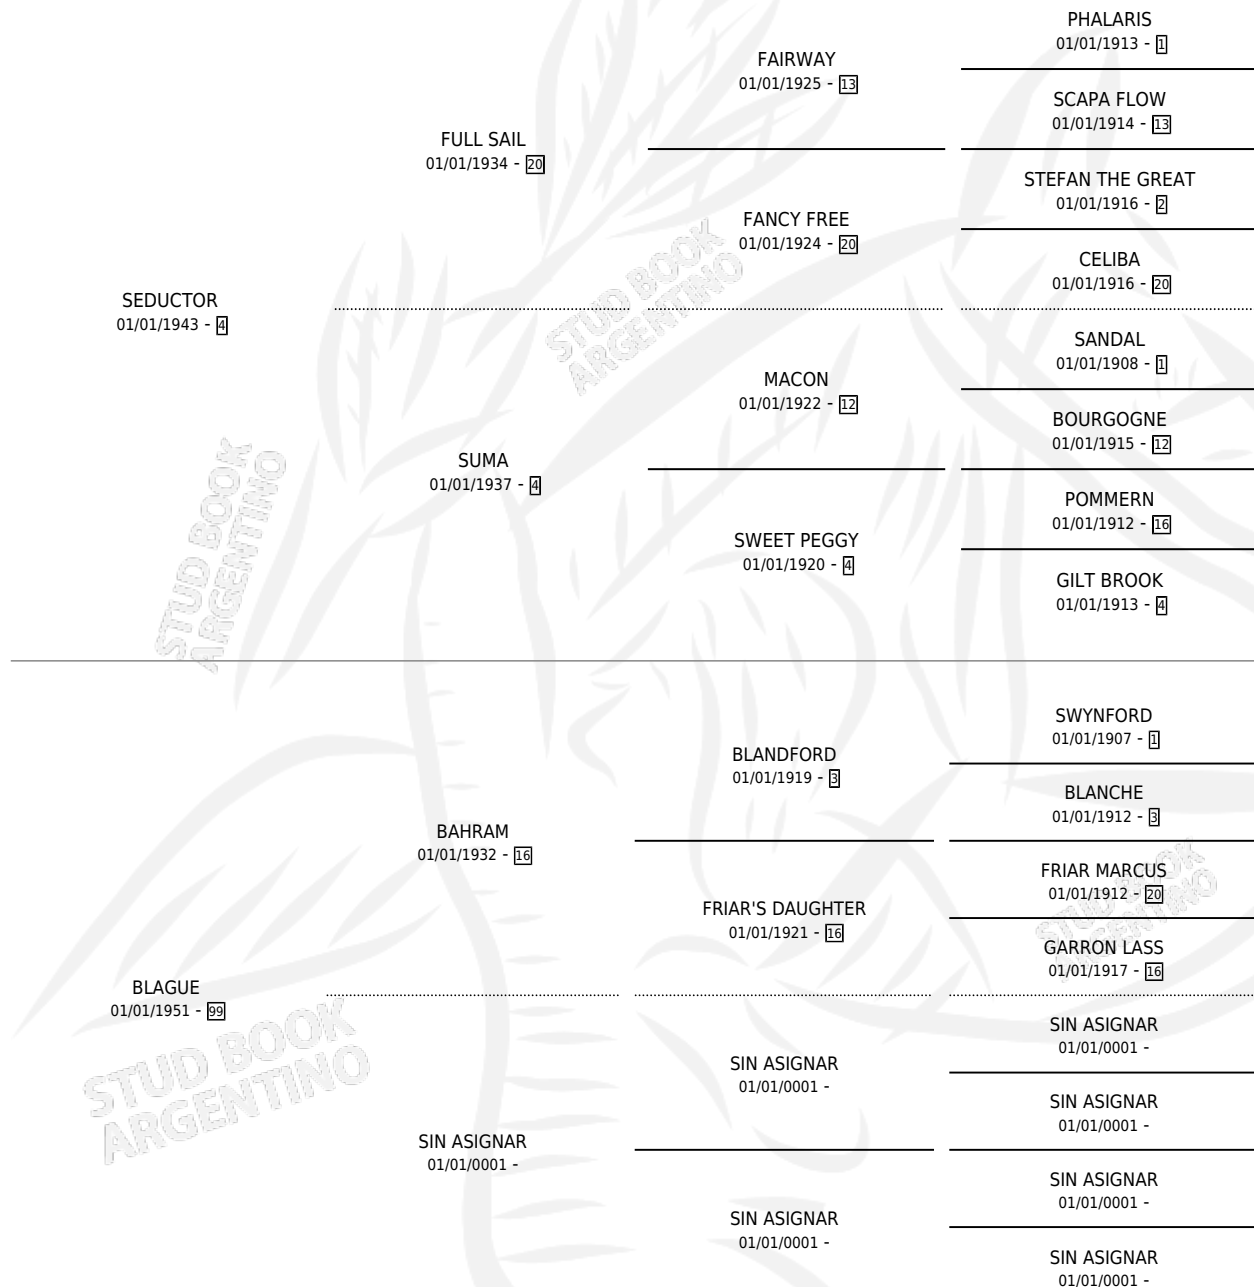 PHALARIS
01/01/1913 - 1
FAIRWAY
01/01/1925 - 13
SCAPA FLOW
01/01/1914 - 13
FULL SAIL
01/01/1934 - 20
STEFAN THE GREAT
01/01/1916 - 2
FANCY FREE
01/01/1924 - 20
CELIBA
01/01/1916 - 20
SEDUCTOR
01/01/1943 - 4
SANDAL
01/01/1908 - 1
MACON
01/01/1922 - 12
BOURGOGNE
01/01/1915 - 12
SUMA
01/01/1937 - 4
POMMERN
01/01/1912 - 16
SWEET PEGGY
01/01/1920 - 4
GILT BROOK
01/01/1913 - 4
SWYNFORD
01/01/1907 - 1
BLANDFORD
01/01/1919 - 3
BLANCHE
01/01/1912 - 3
BAHRAM
01/01/1932 - 16
FRIAR MARCUS
01/01/1912 - 20
FRIAR'S DAUGHTER
01/01/1921 - 16
GARRON LASS
01/01/1917 - 16
BLAGUE
01/01/1951 - 99
SIN ASIGNAR
01/01/0001 -
SIN ASIGNAR
01/01/0001 -
SIN ASIGNAR
01/01/0001 -
SIN ASIGNAR
01/01/0001 -
SIN ASIGNAR
01/01/0001 -
SIN ASIGNAR
01/01/0001 -
SIN ASIGNAR
01/01/0001 -
STUD BOOK
ARGENTINO
STUD BOOK
ARGENTINO
STUD BOOK
ARGENTINO
STUD BOOK
ARGENTINO